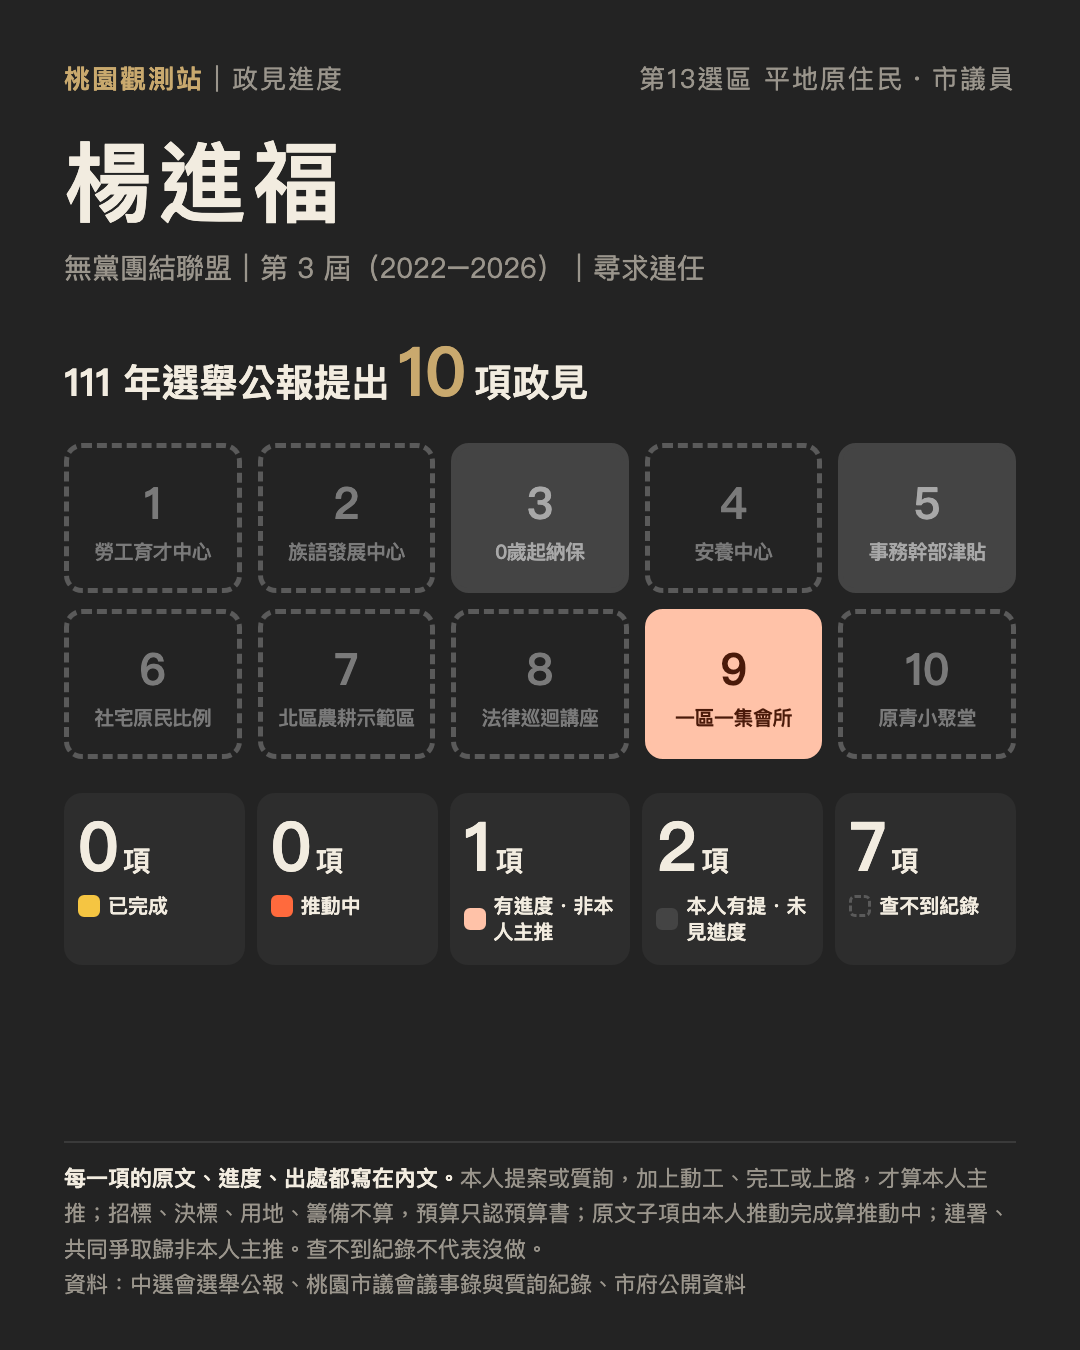 桃園觀測站｜政見進度
第13選區 平地原住民・市議員
楊進福
無黨團結聯盟｜第 3 屆（2022—2026）｜尋求連任
111 年選舉公報提出 10 項政見
1
勞工育才中心
2
族語發展中心
3
0歲起納保
4
安養中心
5
事務幹部津貼
6
社宅原民比例
7
北區農耕示範區
8
法律巡迴講座
9
一區一集會所
10
原青小聚堂
0項
已完成
0項
推動中
1項
有進度・非本
人主推
2項
本人有提・未
見進度
7項
查不到紀錄
每一項的原文、進度、出處都寫在內文。本人提案或質詢，加上動工、完工或上路，才算本人主
推；招標、決標、用地、籌備不算，預算只認預算書；原文子項由本人推動完成算推動中；連署、
共同爭取歸非本人主推。查不到紀錄不代表沒做。
資料：中選會選舉公報、桃園市議會議事錄與質詢紀錄、市府公開資料